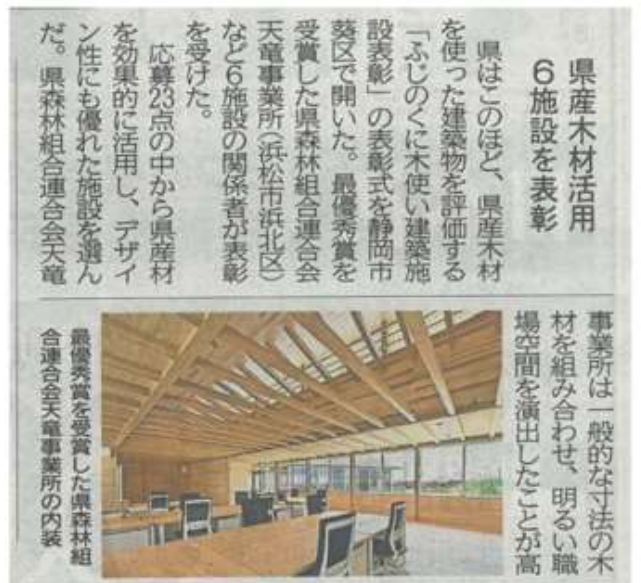 県産木材活用
６施設を表彰
県はこのほど、県産木材
を使った建築物を評価する
「ふじのくに木使い建築施
設表彰」の表彰式を静岡市
葵区で開いた。最優秀賞を
受賞した県森林組合連合会
天竜事業所（浜松市浜北区）
など６施設の関係者が表彰
を受けた。
応募23点の中から県産材
を効果的に活用し、デザイ
ン性にも優れた施設を選ん
だ。県森林組合連合会天竜
事業所は一般的な寸法の木
材を組み合わせ、明るい職
場空間を演出したことが高
最優秀賞を受賞した県森林組
合連合会天竜事業所の内装